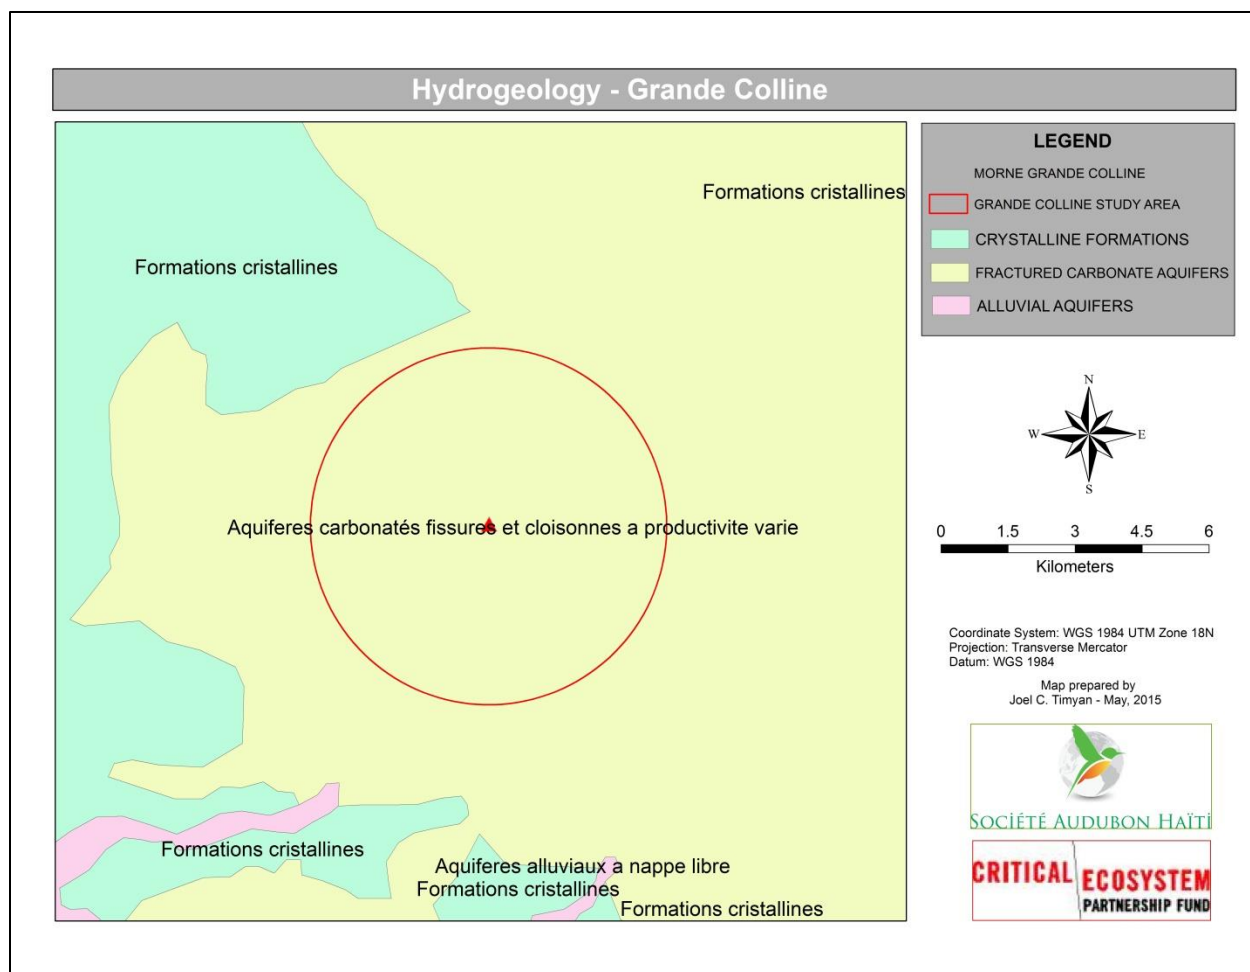 Hydrogeology - Grande Colline
Formations cristallines
Formations cristallines
Aquiferes carbonatés fissures et cloisonnes a productivite varie
Formations cristallines
Aquiferes alluviaux a nappe libre
Formations cristallines
Formations cristallines
LEGEND
MORNE GRANDE COLLINE
GRANDE COLLINE STUDY AREA
CRYSTALLINE FORMATIONS
FRACTURED CARBONATE AQUIFERS
ALLUVIAL AQUIFERS
N
W E
S
0 1.5 3 4.5 6
Kilometers
Coordinate System: WGS 1984 UTM Zone 18N
Projection: Transverse Mercator
Datum: WGS 1984
Map prepared by
Joel C. Timyan - May, 2015
SOCIÉTÉ AUDUBON HAÏTI
CRITICAL ECOSYSTEM
PARTNERSHIP FUND